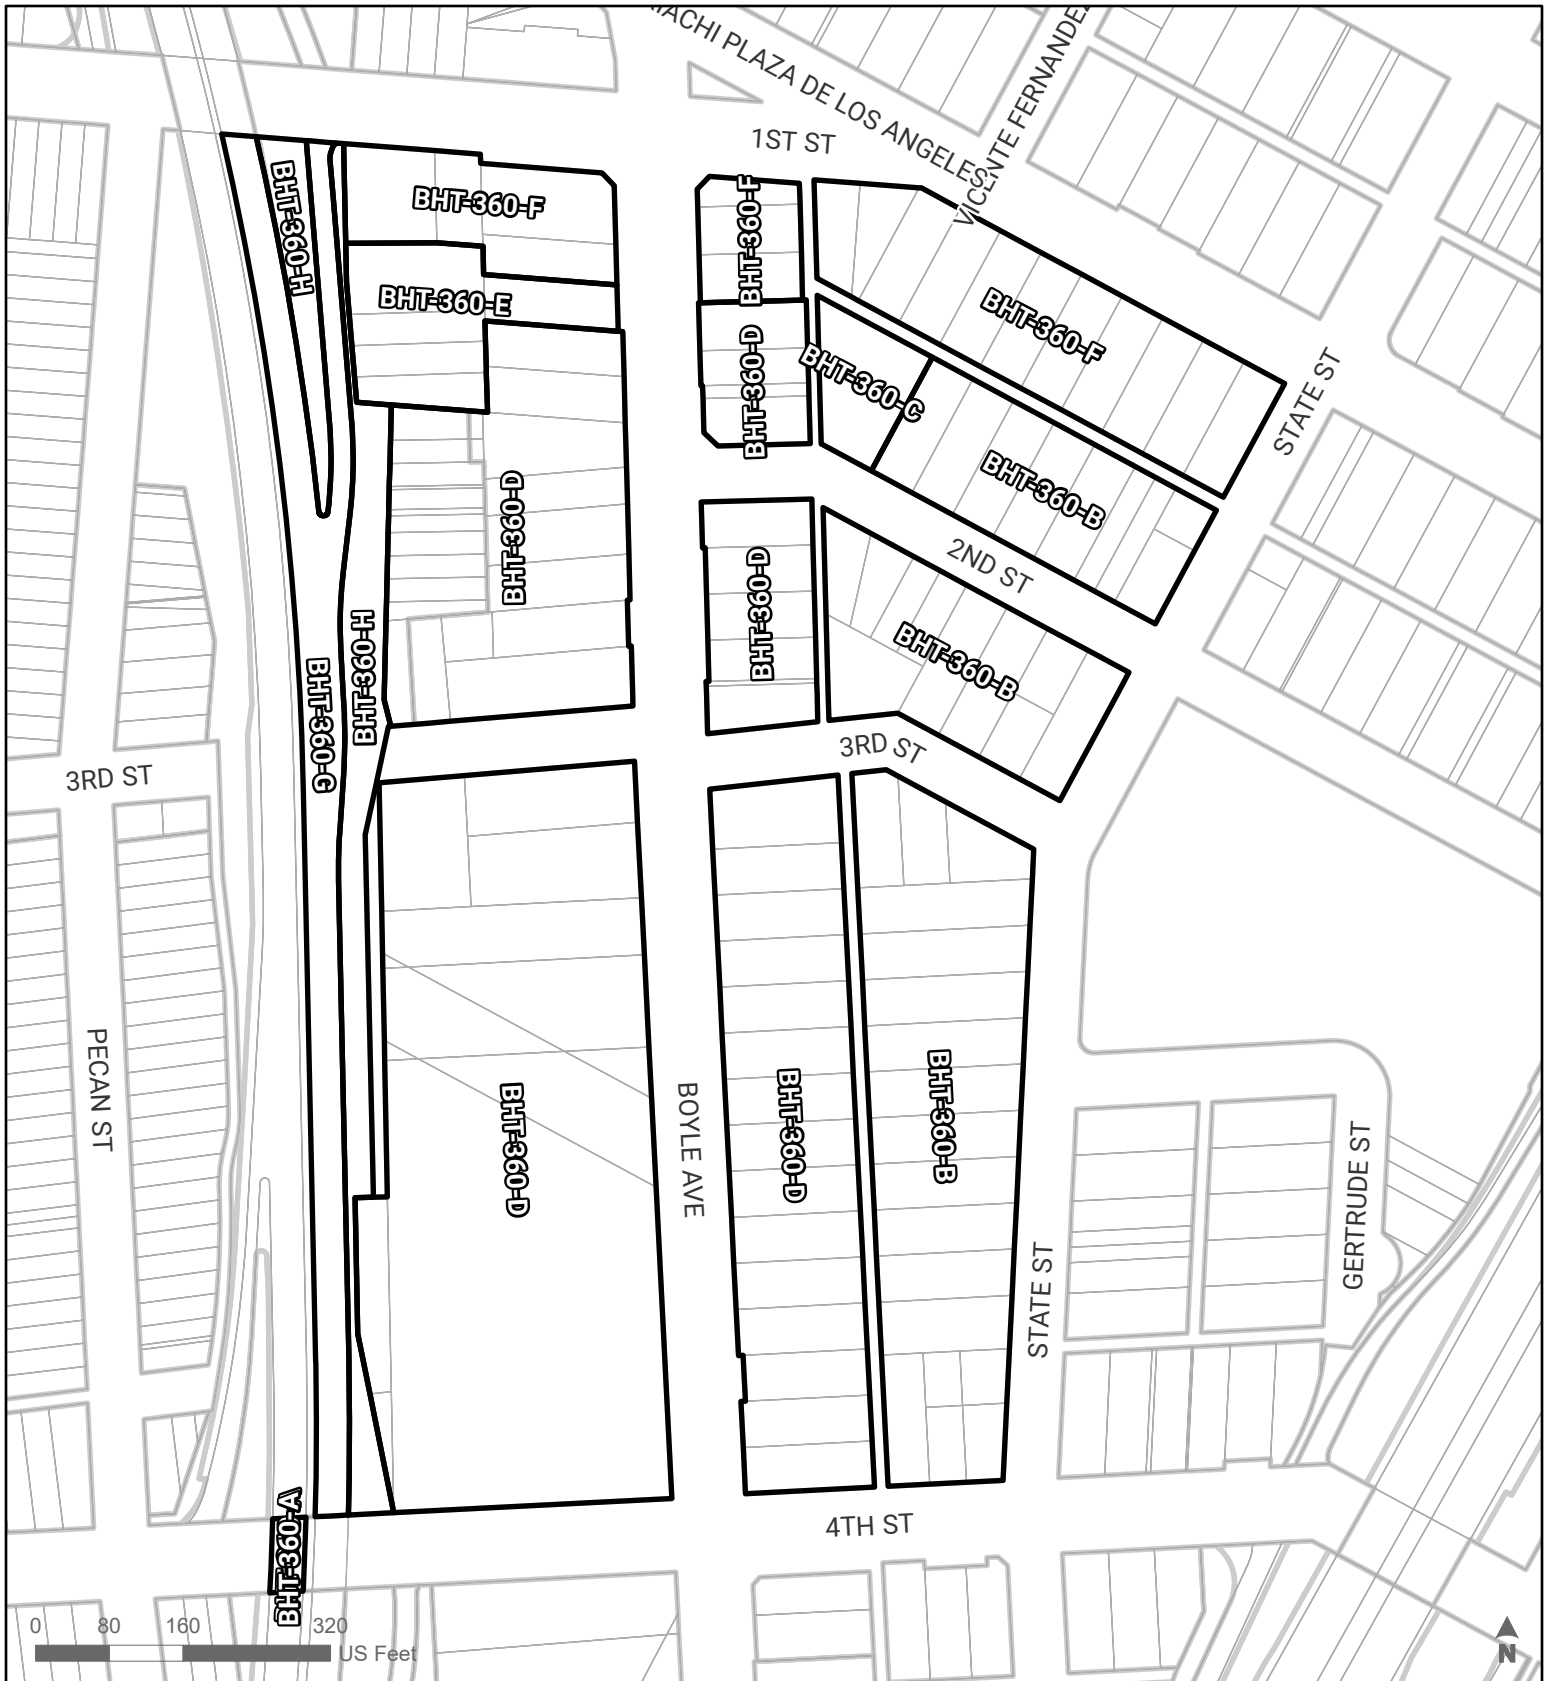 IACHI PLAZA DE LOS ANGELES
VICENTE FERNANDEZ
1ST ST
BHT-360-H
BHT-360-F
BHT-360-F
BHT-360-E
BHT-360-F
BHT-360-D
BHT-360-C
STATE ST
BHT-360-B
BHT-360-D
2ND ST
BHT-360-D
BHT-360-B
BHT-360-H
BHT-360-G
3RD ST
3RD ST
PECAN ST
BHT-360-D
BOYLE AVE
BHT-360-D
BHT-360-B
GERTRUDE ST
STATE ST
4TH ST
BHT-360-A
0 80 160 320
US Feet
N